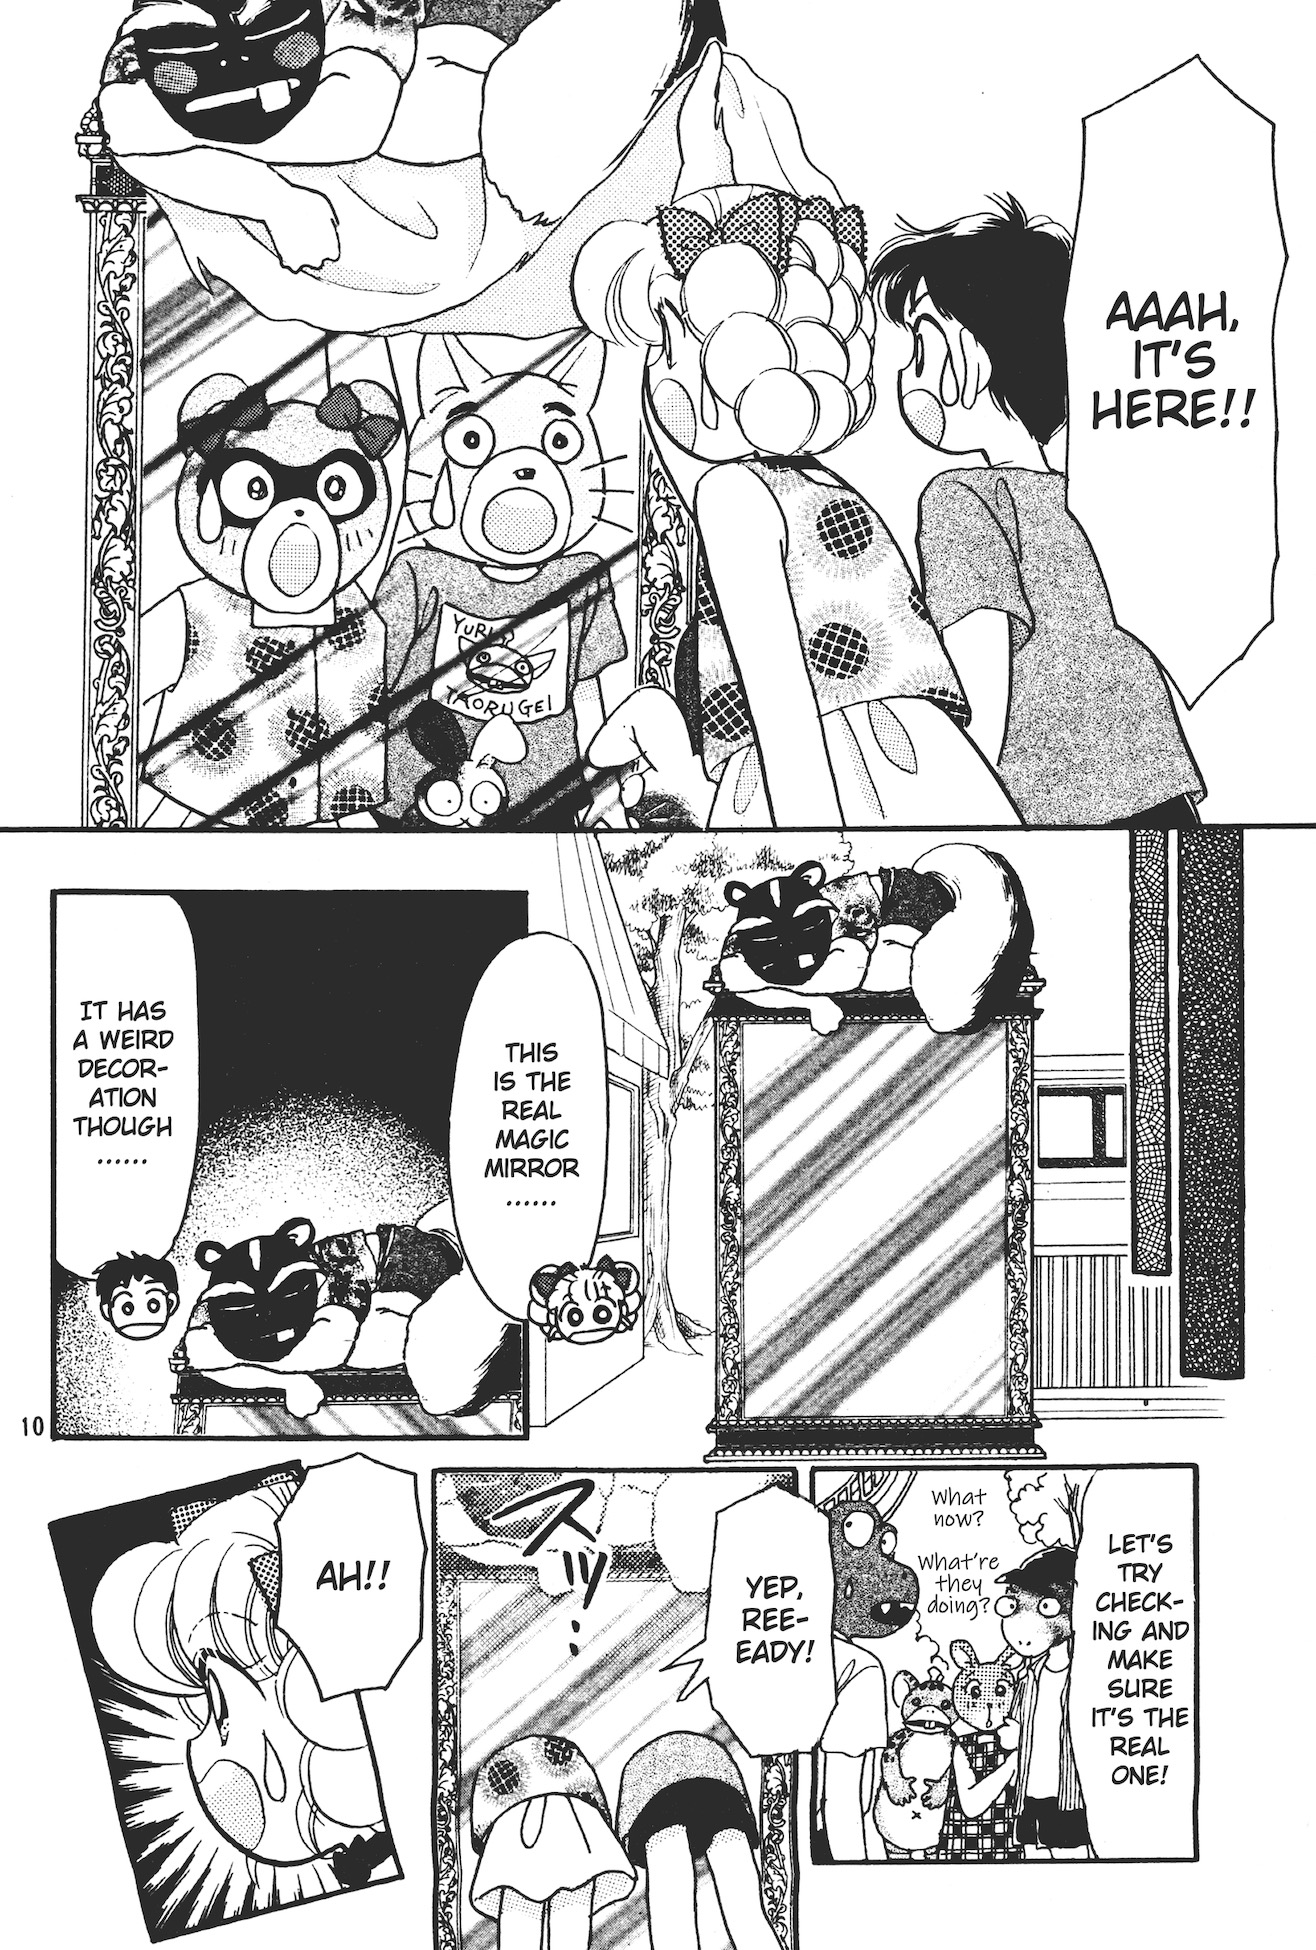 AAAH,
IT'S
HERE!!
YURI
TAORUGEI
THIS
IS THE
REAL
MAGIC
MIRROR
......
IT HAS
A WEIRD
DECOR-
ATION
THOUGH
......
10
LET'S
TRY
CHECK-
ING AND
MAKE
SURE
IT'S THE
REAL
ONE!
What
now?
What're
they
doing?
YEP,
REE-
EADY!
スッ…
AH!!